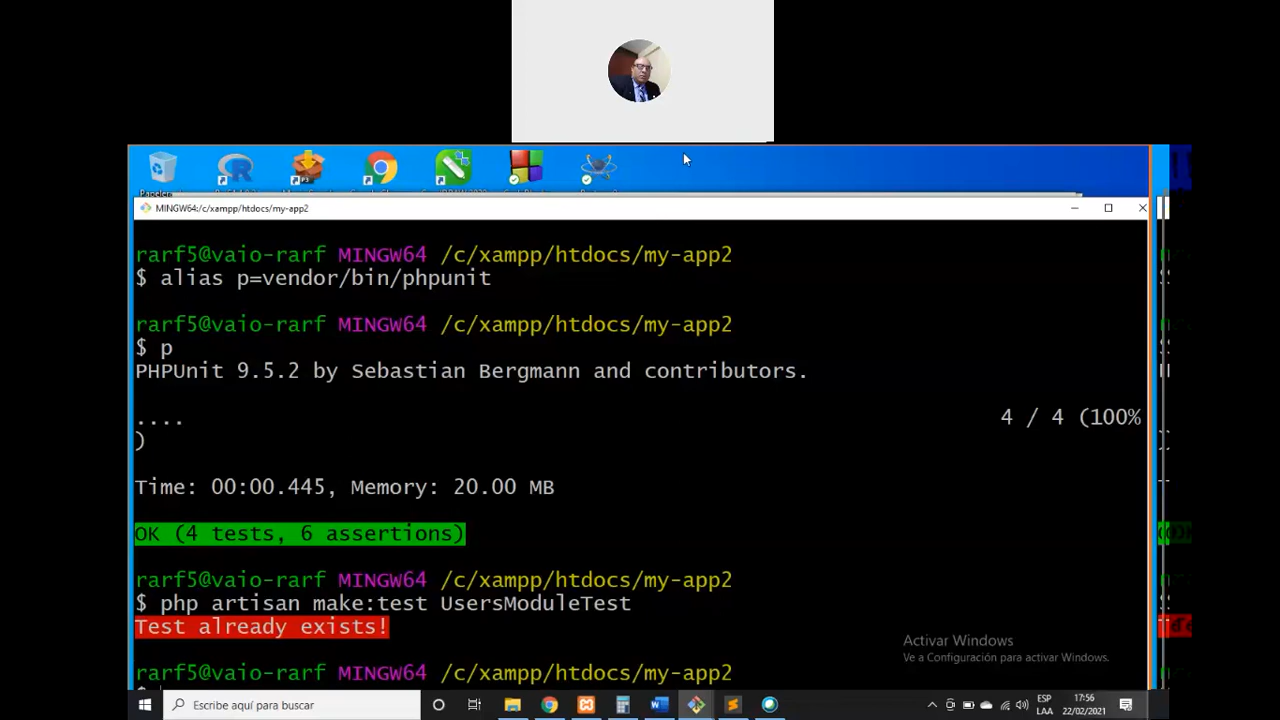 Papelera
MINGW64:/c/xampp/htdocs/my-app2
rarf5@vaio-rarf MINGW64 /c/xampp/htdocs/my-app2
$ alias p=vendor/bin/phpunit
rarf5@vaio-rarf MINGW64 /c/xampp/htdocs/my-app2
$ p
PHPUnit 9.5.2 by Sebastian Bergmann and contributors.
.... 4 / 4 (100%
)
Time: 00:00.445, Memory: 20.00 MB
OK (4 tests, 6 assertions)
rarf5@vaio-rarf MINGW64 /c/xampp/htdocs/my-app2
$ php artisan make:test UsersModuleTest
Test already exists!
Activar Windows
Ve a Configuración para activar Windows.
rarf5@vaio-rarf MINGW64 /c/xampp/htdocs/my-app2
$
Escribe aquí para buscar
ESP
LAA
17:56
22/02/2021